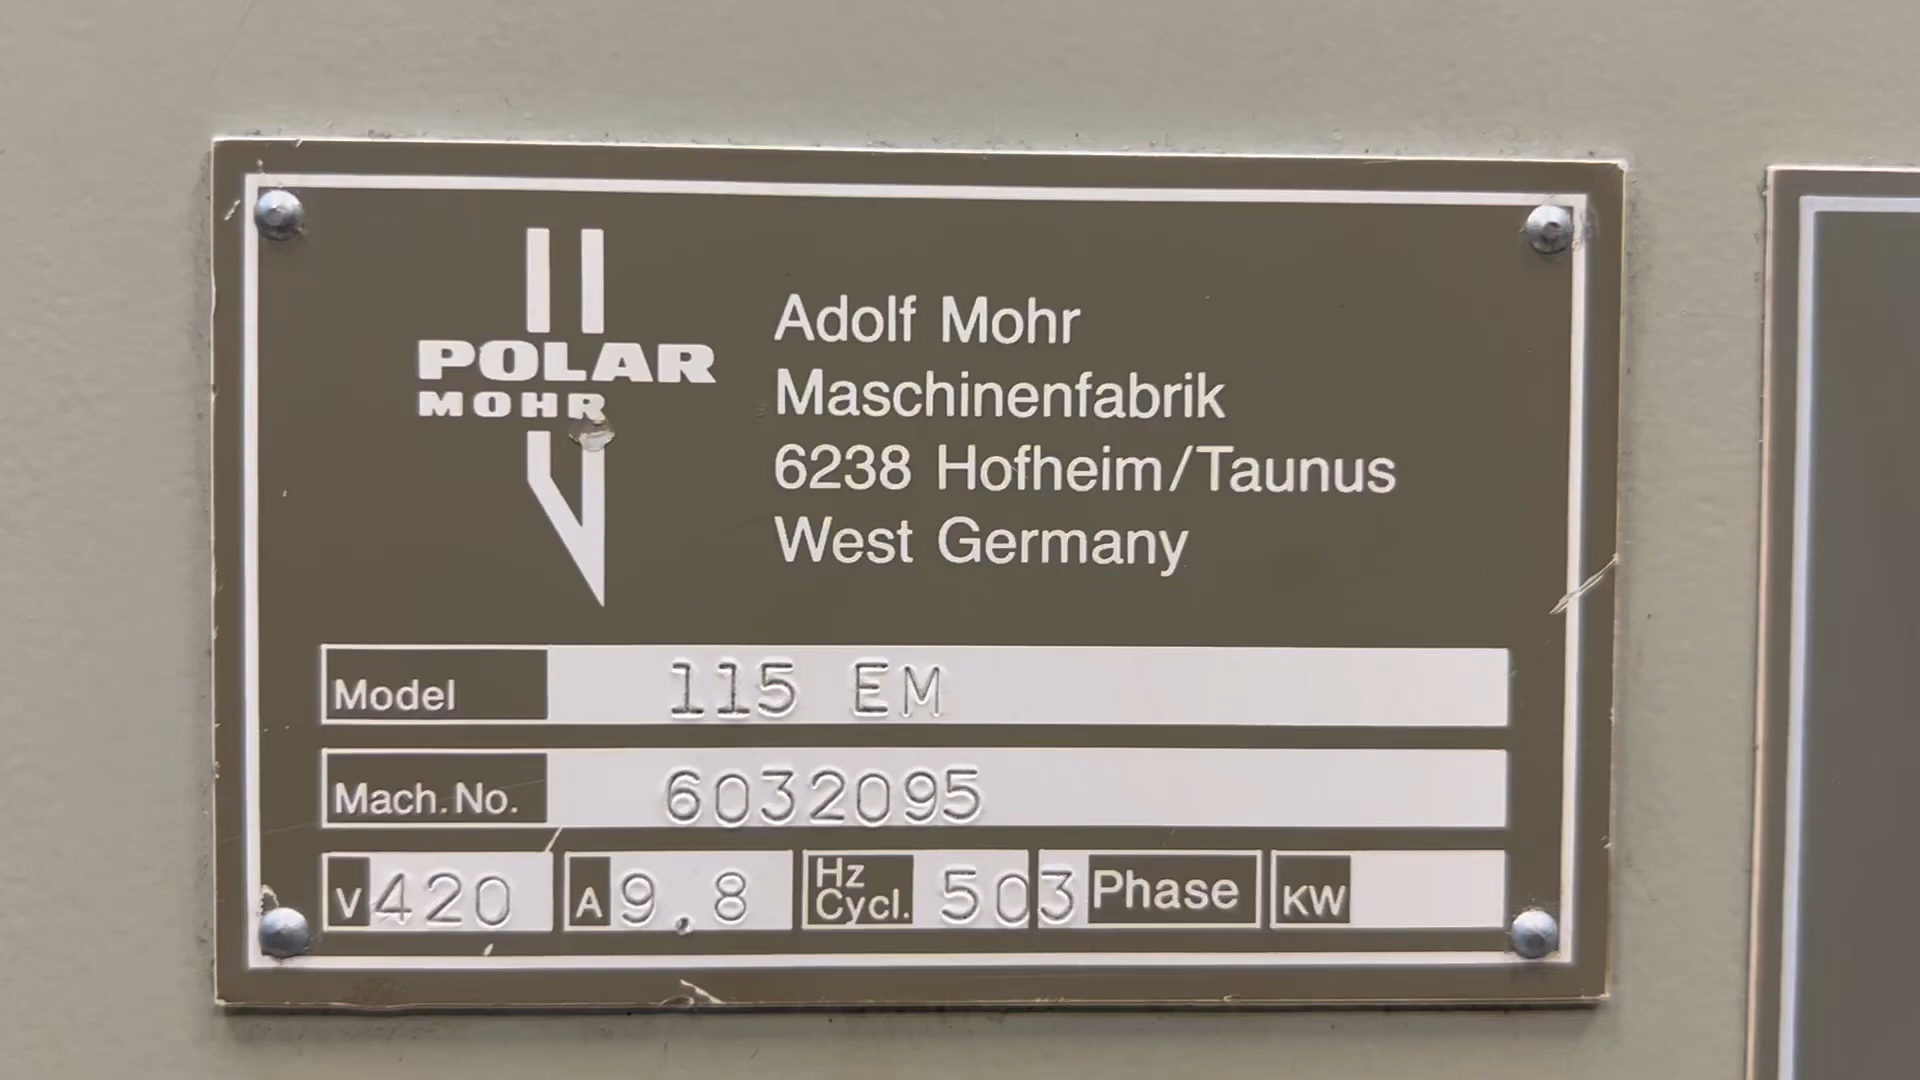 POLAR
MOHR
Adolf Mohr
Maschinenfabrik
6238 Hofheim/Taunus
West Germany
Model 115 EM
Mach. No. 6032095
V 420 A 9,8 Hz Cycl. 50 3 Phase KW